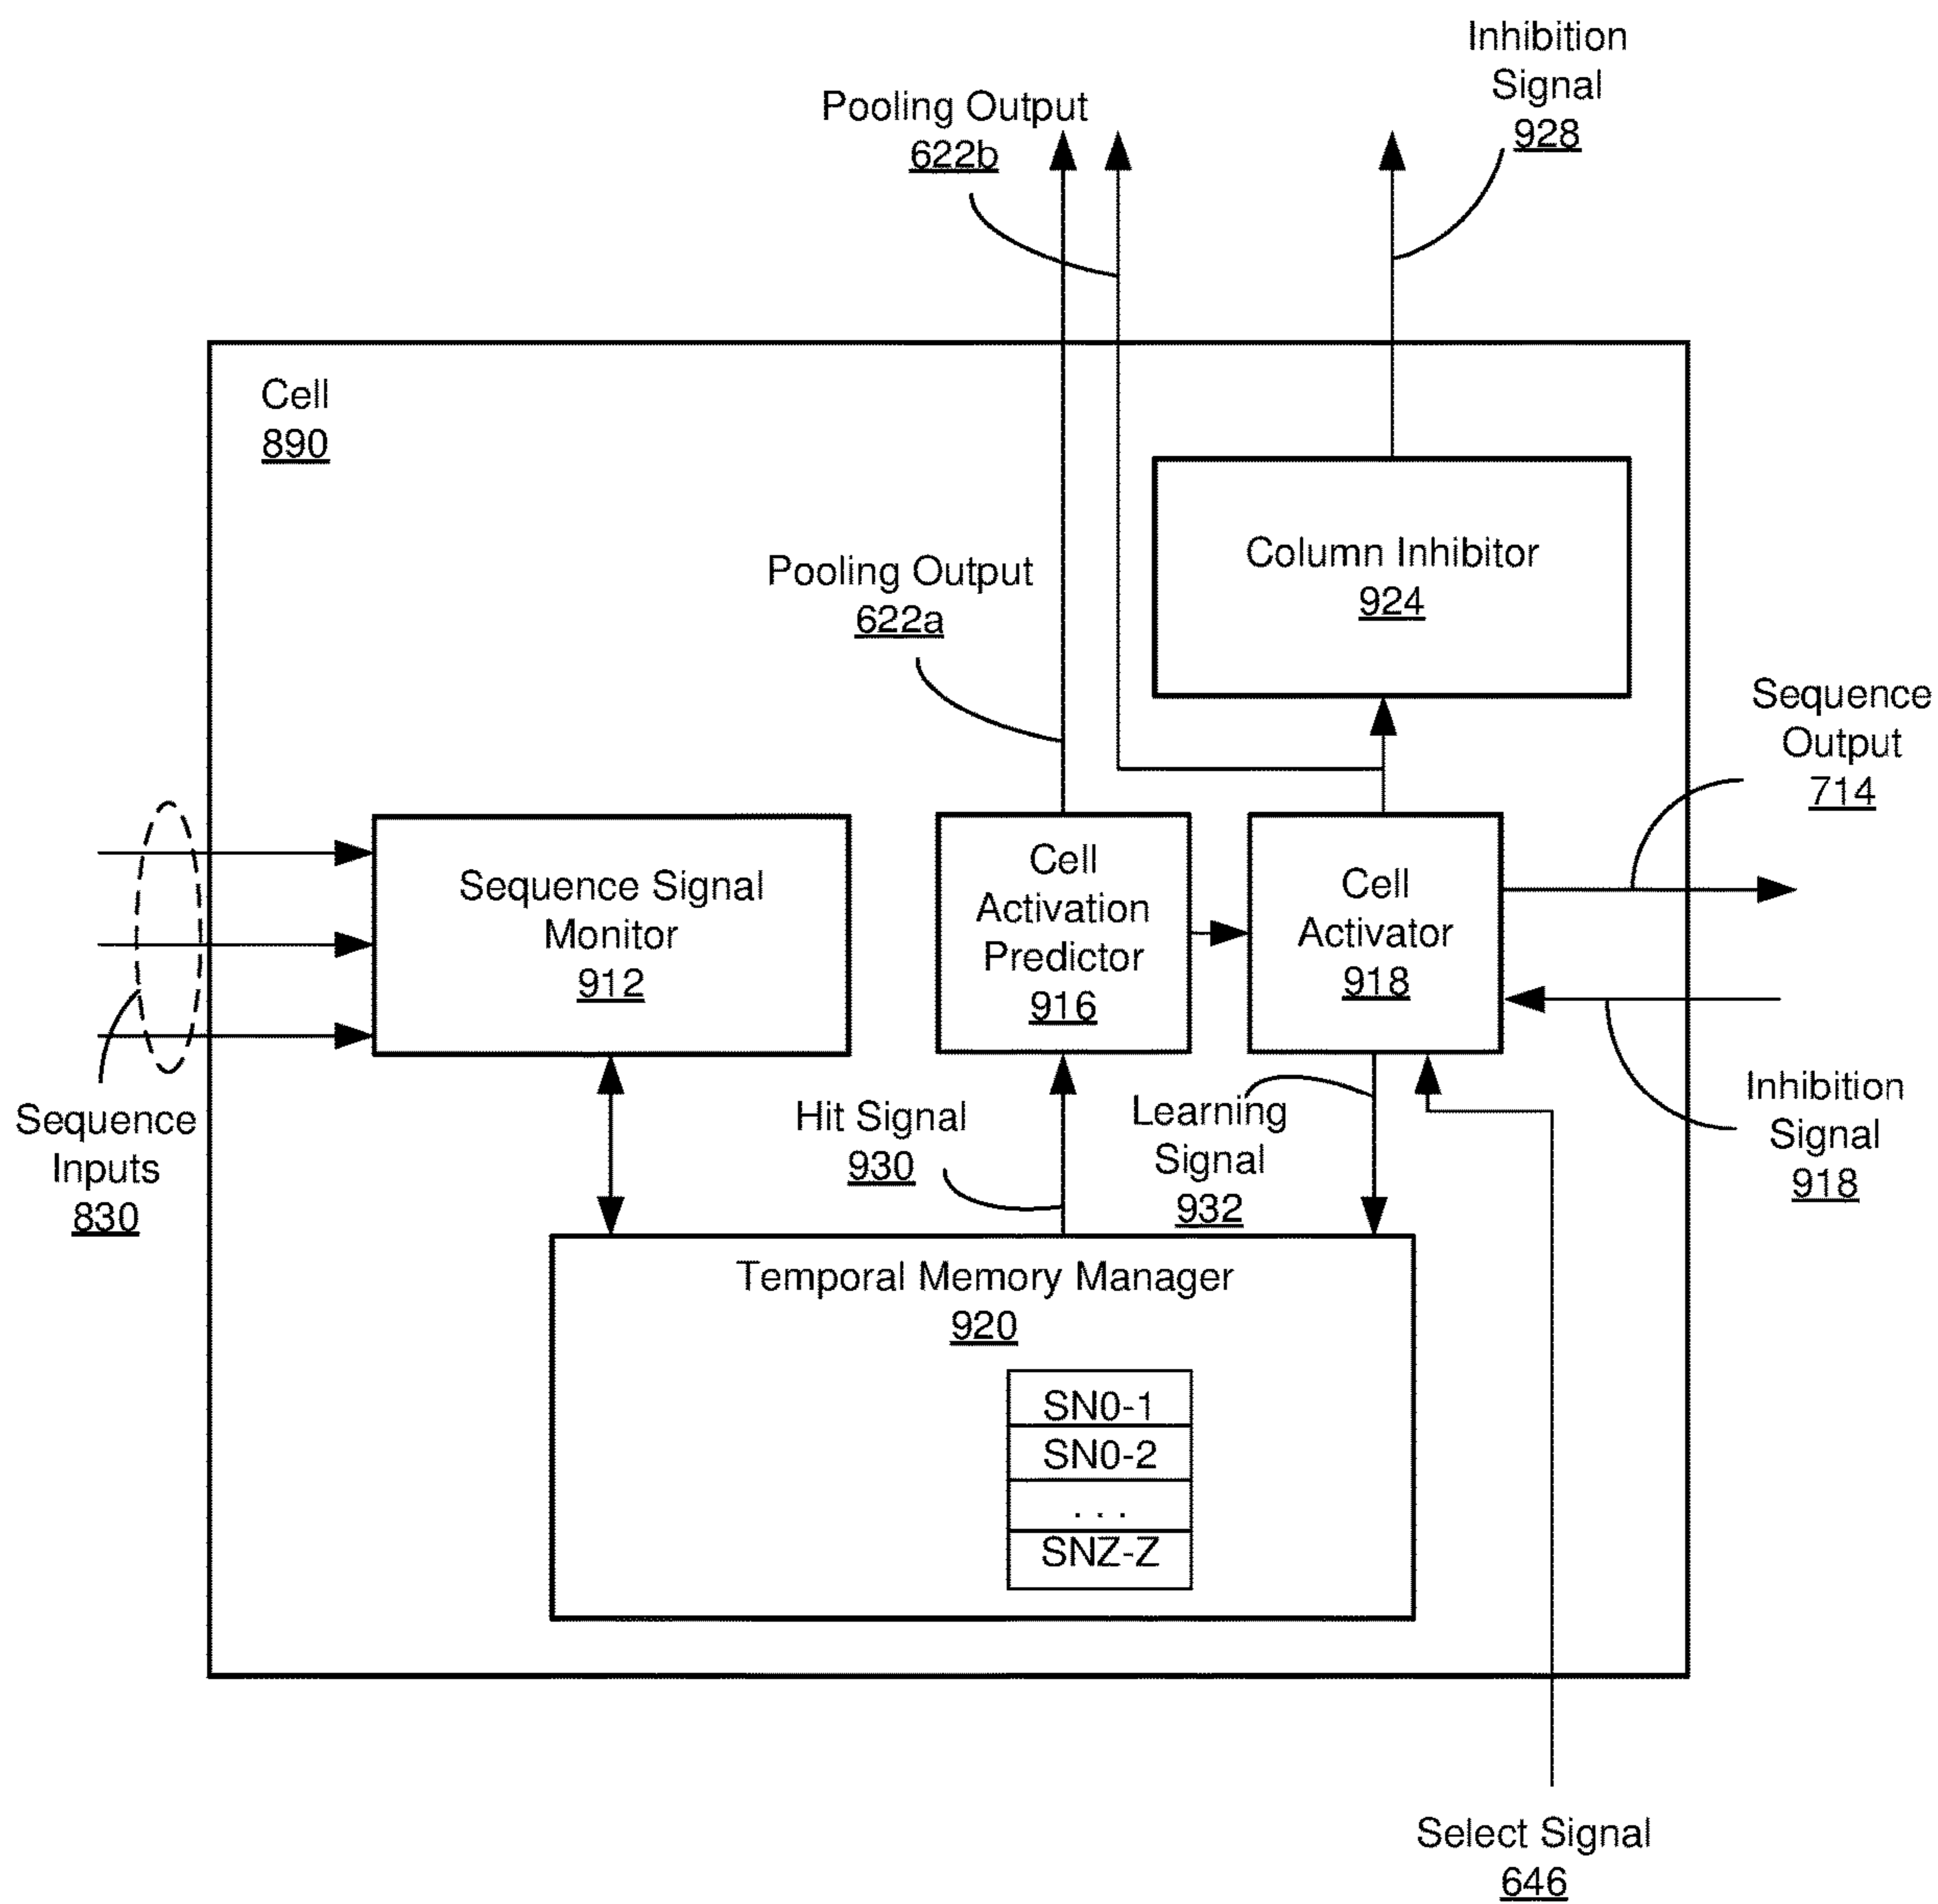 Inhibition
Signal
928
Pooling Output
622b
Cell
890
Column Inhibitor
924
Pooling Output
622a
Sequence
Output
714
Sequence Signal
Monitor
912
Cell
Activation
Predictor
916
Cell
Activator
918
Sequence
Inputs
830
Hit Signal
930
Learning
Signal
932
Inhibition
Signal
918
Temporal Memory Manager
920
SN0-1
SN0-2
. . .
SNZ-Z
Select Signal
646